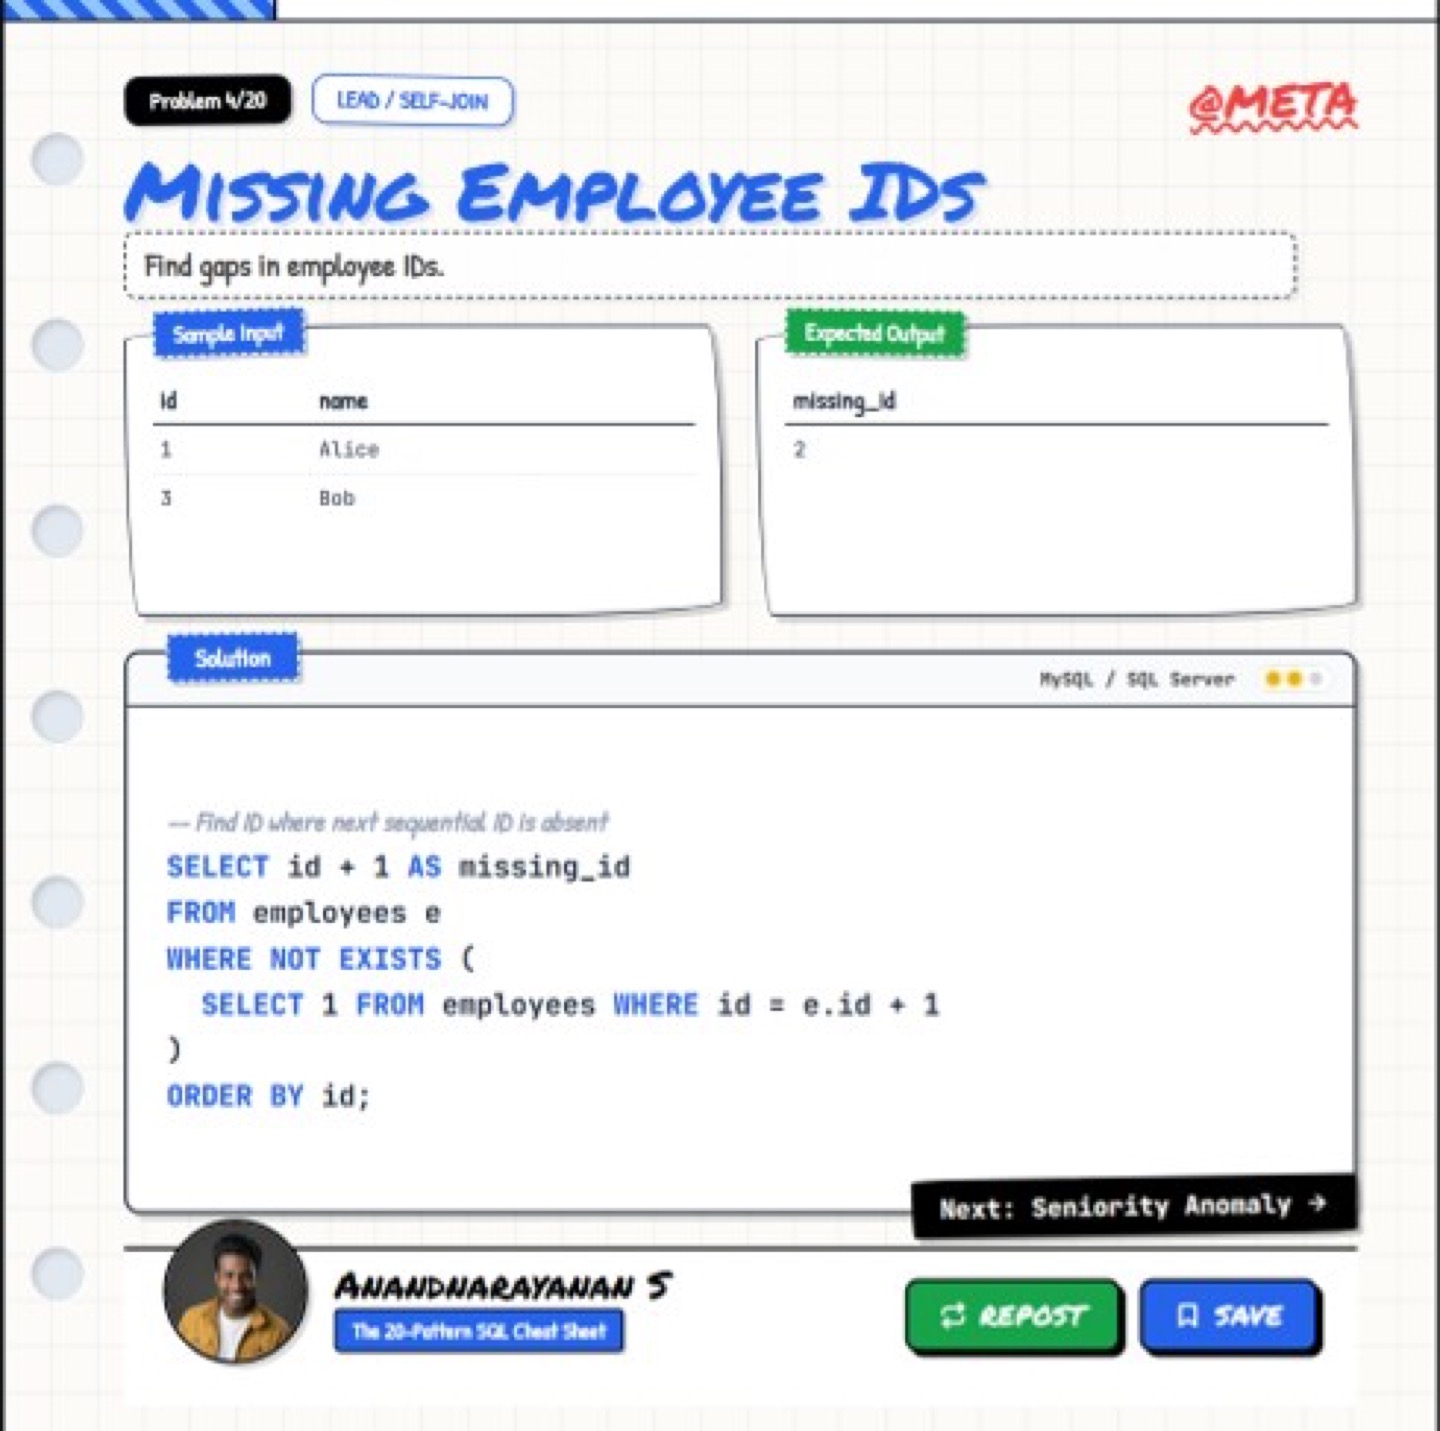 Problem 4/20
LEAD / SELF-JOIN
@META
Missing Employee IDs
Find gaps in employee IDs.
Sample Input
id name
1 Alice
3 Bob
Expected Output
missing_id
2
Solution
MySQL / SQL Server
-- Find ID where next sequential ID is absent
SELECT id + 1 AS missing_id
FROM employees e
WHERE NOT EXISTS (
SELECT 1 FROM employees WHERE id = e.id + 1
)
ORDER BY id;
Next: Seniority Anomaly →
Anandnarayanan S
The 20-Pattern SQL Cheat Sheet
REPOST
SAVE